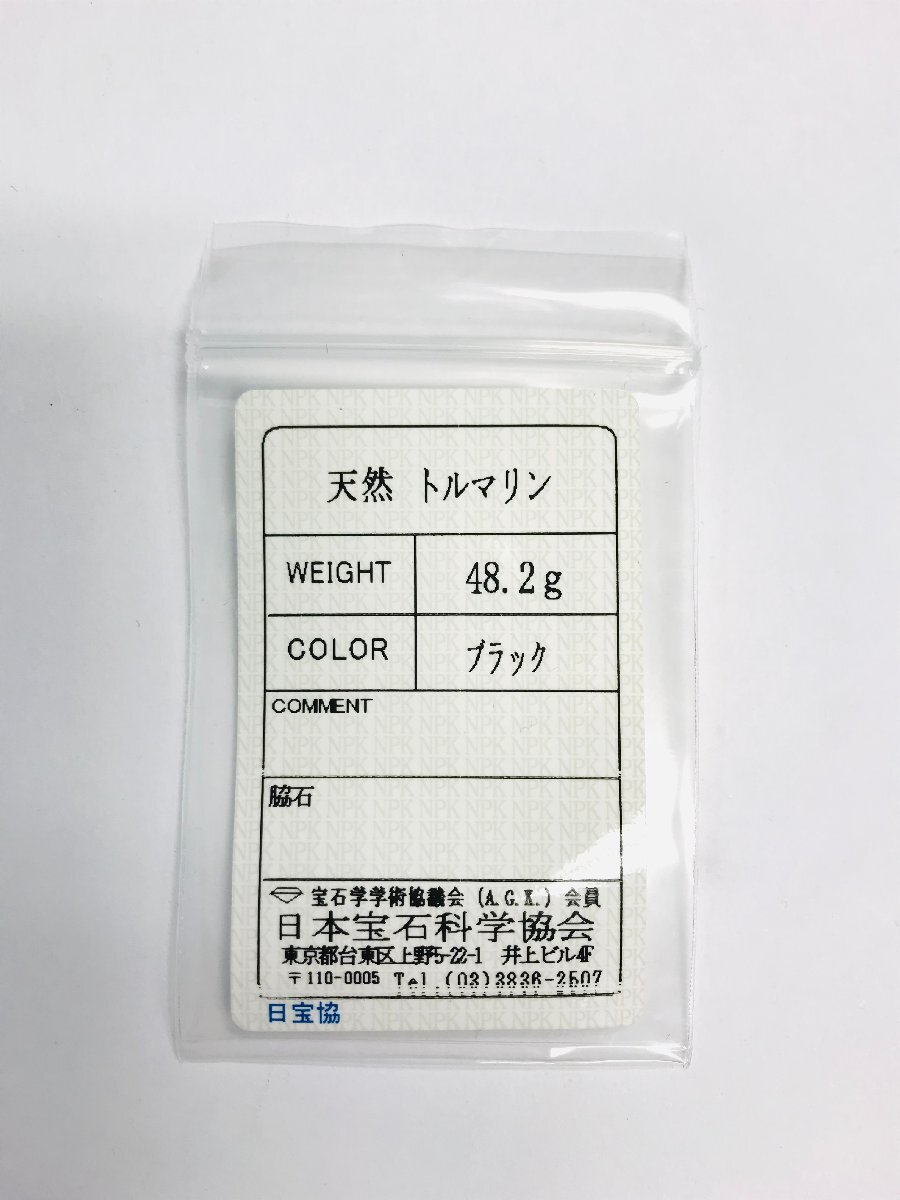 天然 トルマリン
WEIGHT 48.2g
COLOR ブラック
COMMENT
脇石
宝石学学術協議会 (A.G.K.) 会員
日本宝石科学協会
東京都台東区上野5-22-1 井上ビル4F
〒110-0005 Tel.(03)3836-2507
日宝協